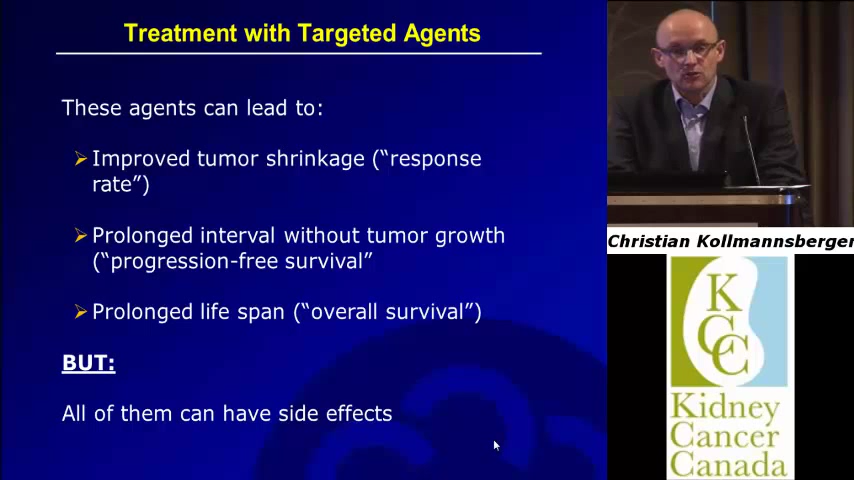 Treatment with Targeted Agents
These agents can lead to:
Improved tumor shrinkage (“response
rate”)
Prolonged interval without tumor growth
(“progression-free survival“
Prolonged life span (“overall survival”)
BUT:
All of them can have side effects
Christian Kollmannsberger
KCC
Kidney
Cancer
Canada